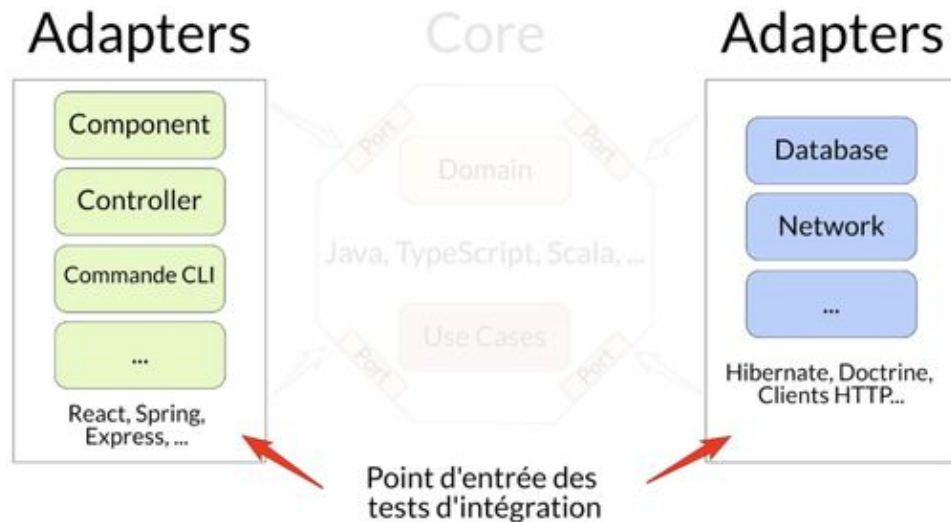 Adapters
Core
Adapters
Component
Controller
Commande CLI
...
React, Spring,
Express, ...
Port
Port
Domain
Java, TypeScript, Scala, ...
Use Cases
Port
Port
Database
Network
...
Hibernate, Doctrine,
Clients HTTP...
Point d'entrée des
tests d'intégration